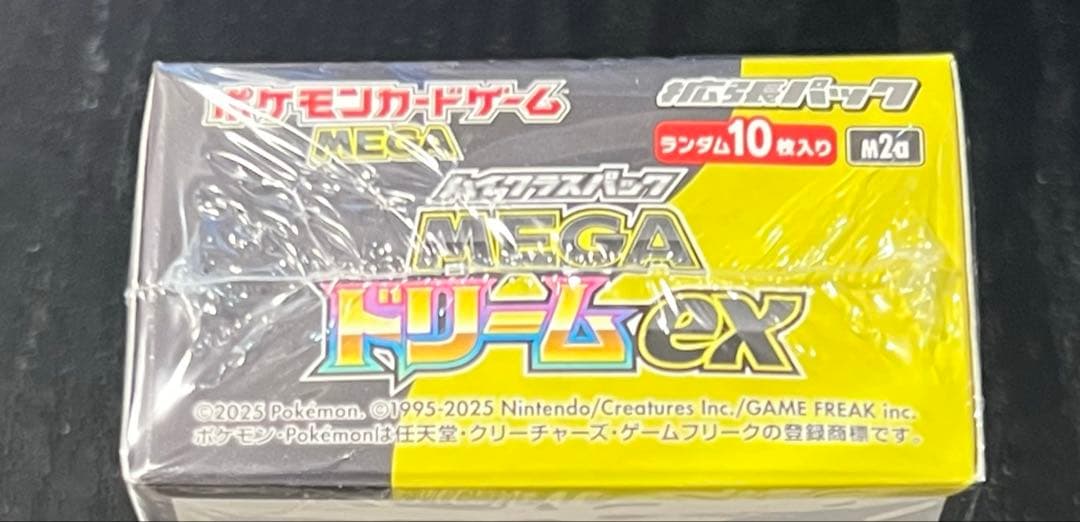 ポケモンカードゲーム
MEGA
拡張パック
ランダム10枚入り
M2a
ハイクラスパック
MEGA
ドリームex
©2025 Pokémon. ©1995-2025 Nintendo/Creatures Inc./GAME FREAK inc.
ポケモン・Pokémonは任天堂・クリーチャーズ・ゲームフリークの登録商標です。